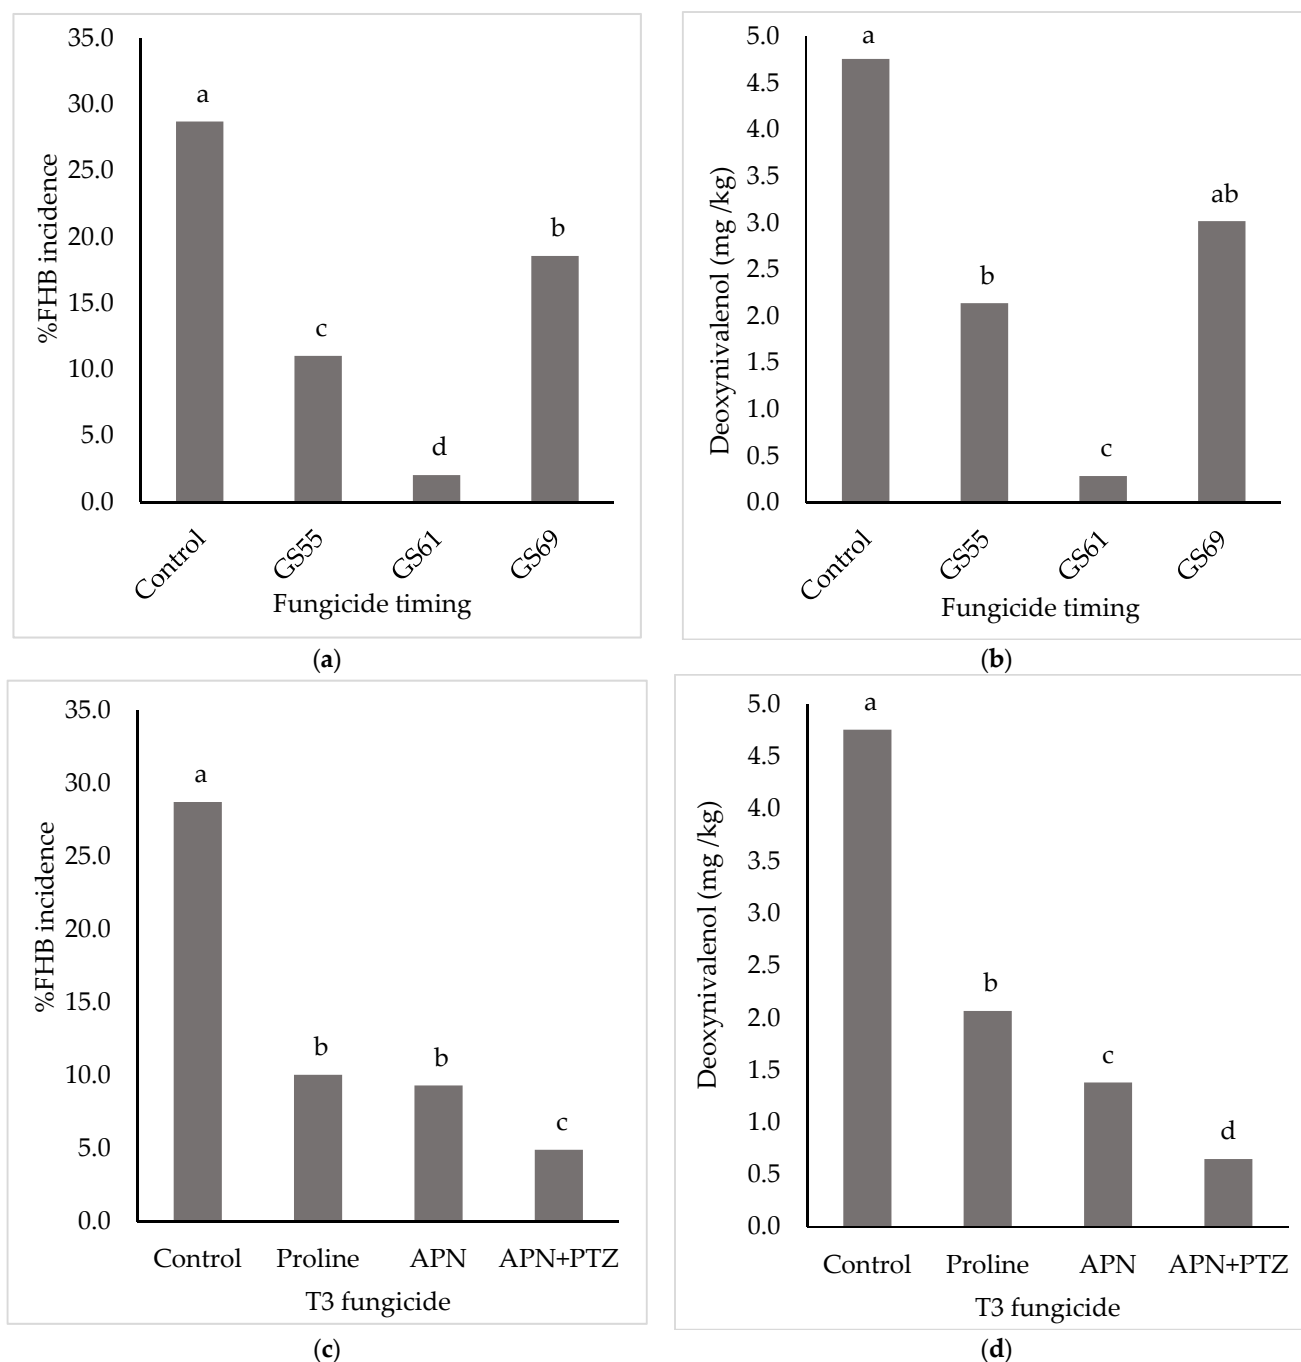 35.0
30.0
25.0
20.0
15.0
10.0
5.0
0.0
%FHB incidence
a
c
d
b
Control
GS55
GS61
GS69
Fungicide timing
(a)
5.0
4.5
4.0
3.5
3.0
2.5
2.0
1.5
1.0
0.5
0.0
Deoxynivalenol (mg /kg)
a
b
c
ab
Control
GS55
GS61
GS69
Fungicide timing
(b)
35.0
30.0
25.0
20.0
15.0
10.0
5.0
0.0
%FHB incidence
a
b
b
c
Control Proline APN APN+PTZ
T3 fungicide
(c)
5.0
4.5
4.0
3.5
3.0
2.5
2.0
1.5
1.0
0.5
0.0
Deoxynivalenol (mg /kg)
a
b
c
d
Control Proline APN APN+PTZ
T3 fungicide
(d)